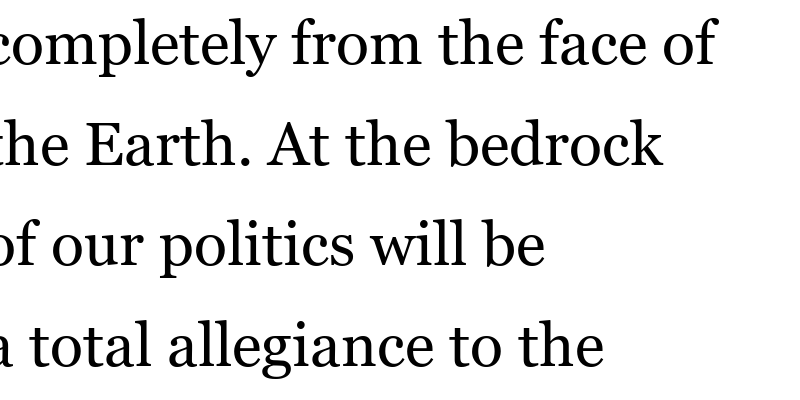 completely from the face of
the Earth. At the bedrock
of our politics will be
a total allegiance to the